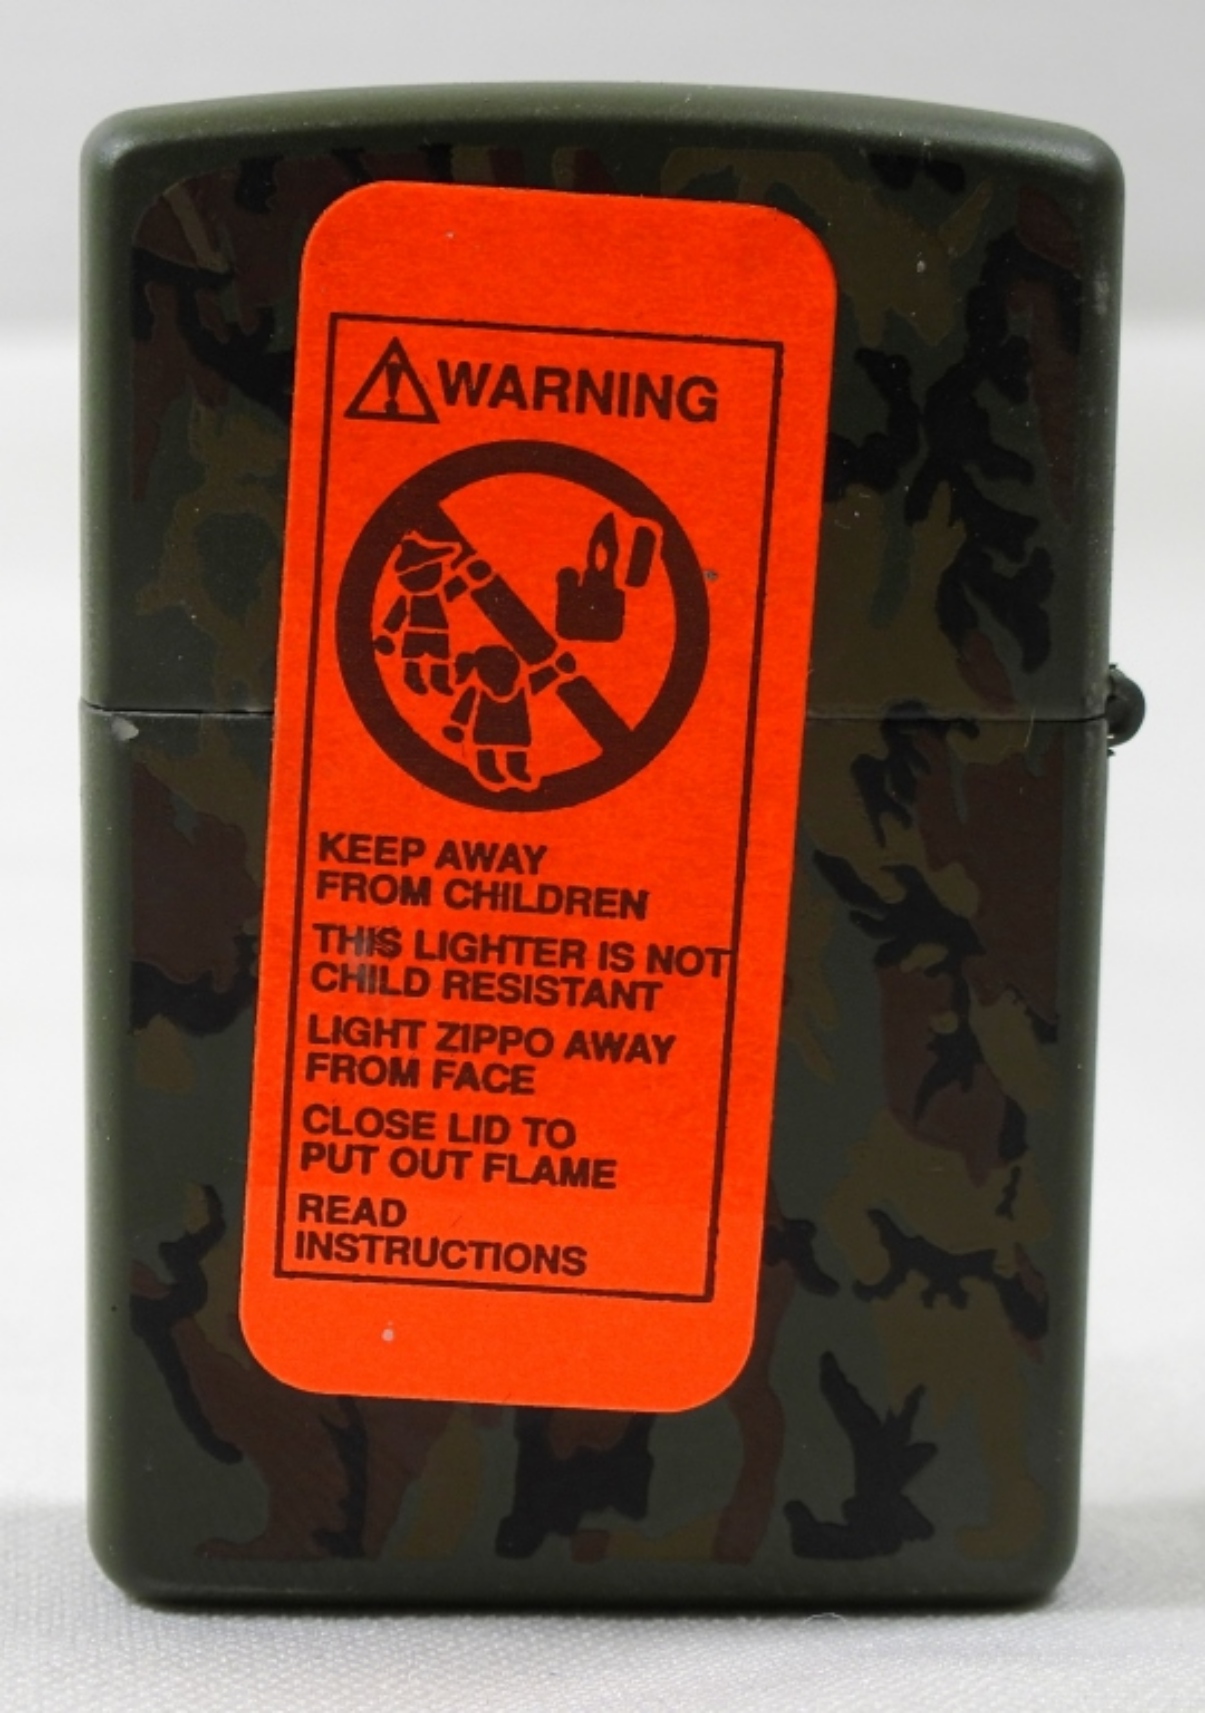 WARNING
KEEP AWAY
FROM CHILDREN
THIS LIGHTER IS NOT
CHILD RESISTANT
LIGHT ZIPPO AWAY
FROM FACE
CLOSE LID TO
PUT OUT FLAME
READ
INSTRUCTIONS